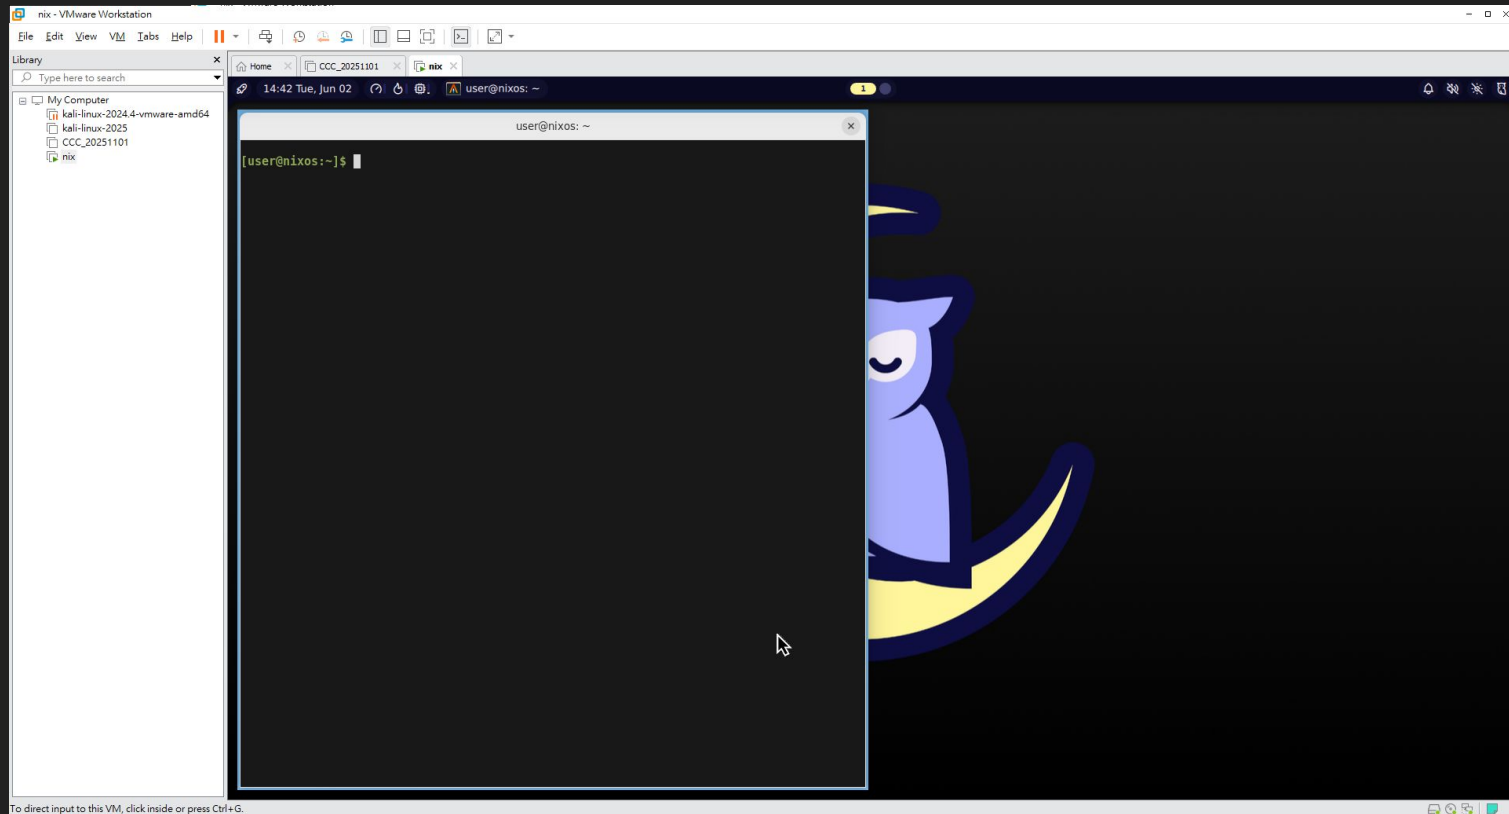 nix - VMware Workstation
File Edit View VM Tabs Help
Library
Type here to search
My Computer
kali-linux-2024.4-vmware-amd64
kali-linux-2025
CCC_20251101
nix
Home
CCC_20251101
nix
14:42 Tue, Jun 02
user@nixos: ~
1
user@nixos: ~
[user@nixos:~]$
To direct input to this VM, click inside or press Ctrl+G.